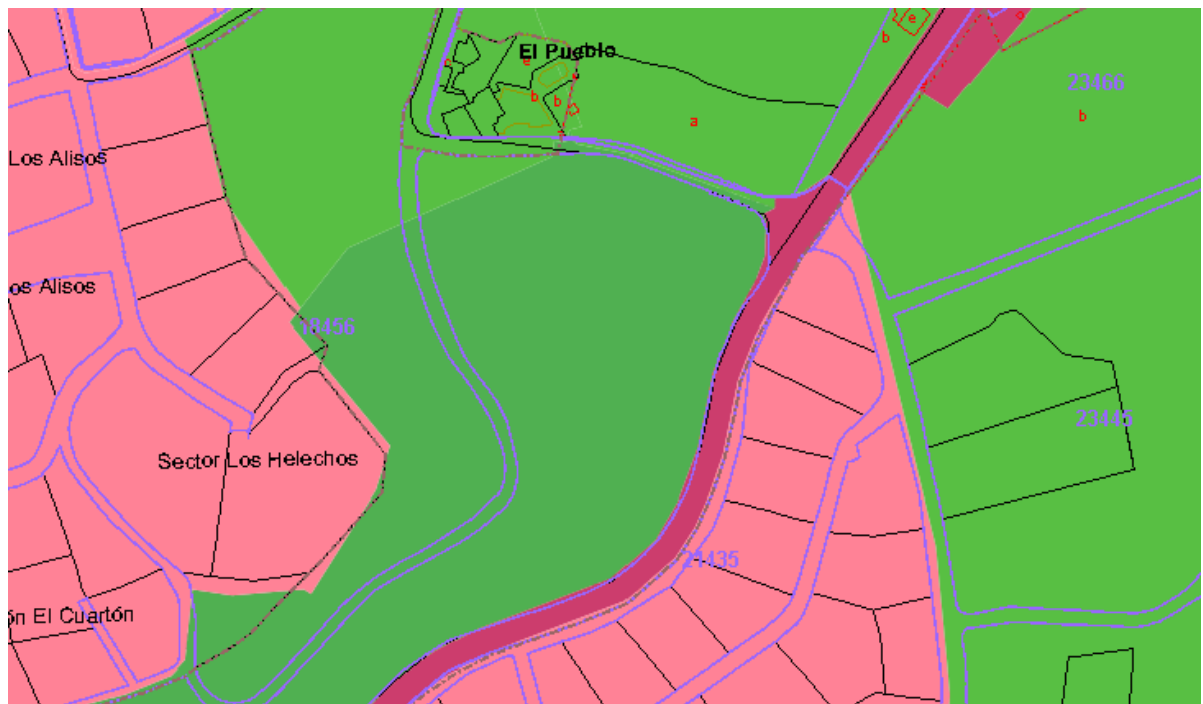 e
b
o
El Pueblo
o
e
e
23466
b
b
b
a
Los Alisos
os Alisos
18456
23445
Sector Los Helechos
21435
ón El Cuartón